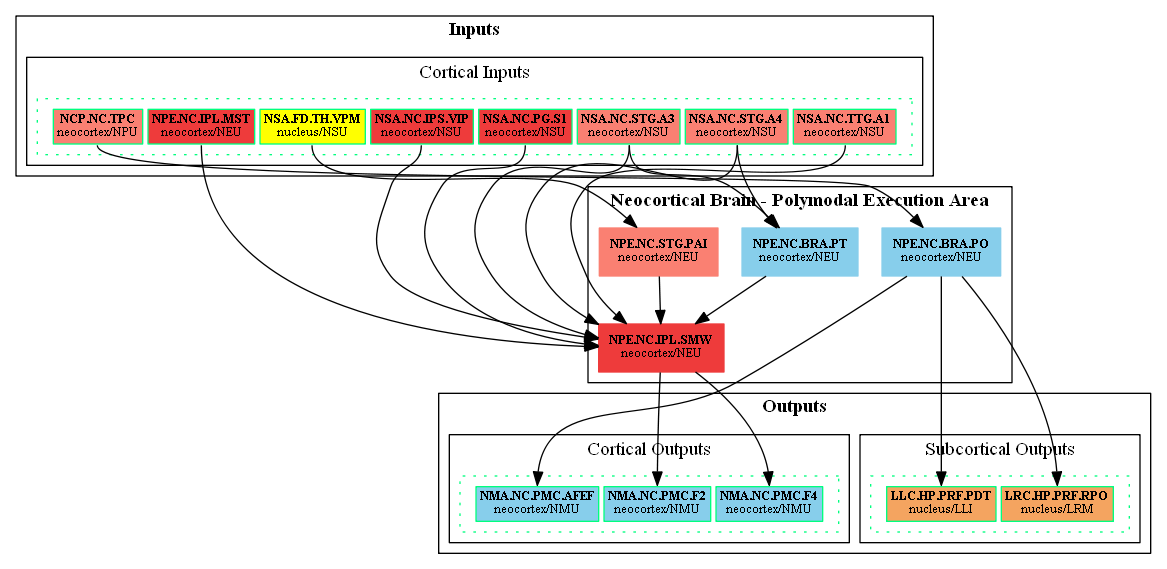 Inputs
Cortical Inputs
NCP.NC.TPC
neocortex/NPU
NPE.NC.IPL.MST
neocortex/NEU
NSA.FD.TH.VPM
nucleus/NSU
NSA.NC.IPS.VIP
neocortex/NSU
NSA.NC.PG.S1
neocortex/NSU
NSA.NC.STG.A3
neocortex/NSU
NSA.NC.STG.A4
neocortex/NSU
NSA.NC.TTG.A1
neocortex/NSU
Neocortical Brain - Polymodal Execution Area
NPE.NC.STG.PAI
neocortex/NEU
NPE.NC.BRA.PT
neocortex/NEU
NPE.NC.BRA.PO
neocortex/NEU
NPE.NC.IPL.SMW
neocortex/NEU
Outputs
Cortical Outputs
NMA.NC.PMC.AFEF
neocortex/NMU
NMA.NC.PMC.F2
neocortex/NMU
NMA.NC.PMC.F4
neocortex/NMU
Subcortical Outputs
LLC.HP.PRF.PDT
nucleus/LLI
LRC.HP.PRF.RPO
nucleus/LRM